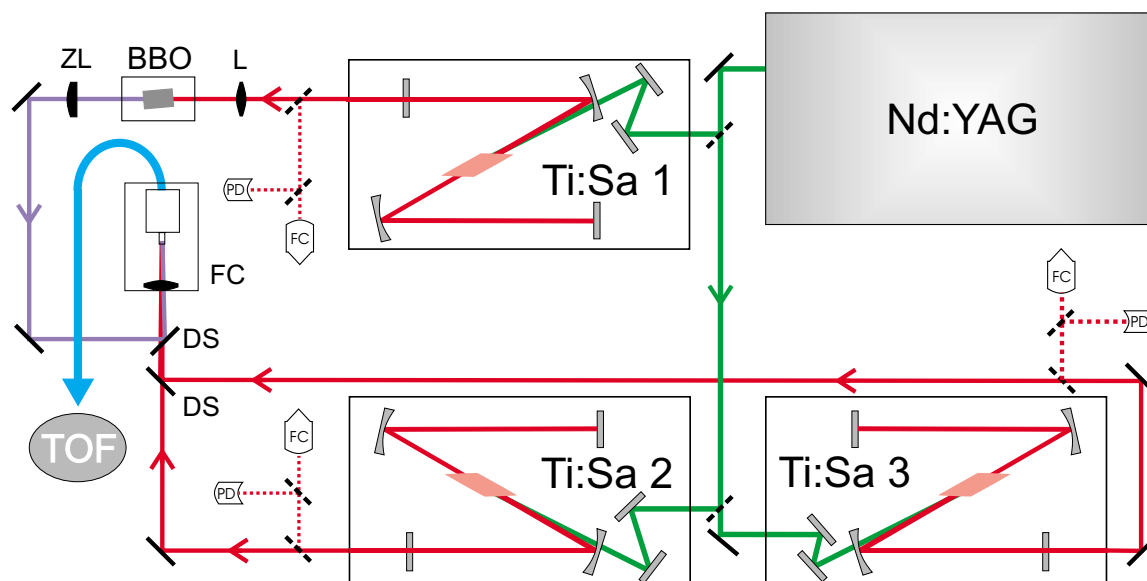 ZL
BBO
L
Nd:YAG
Ti:Sa 1
PD
FC
FC
FC
PD
DS
DS
TOF
FC
PD
Ti:Sa 2
Ti:Sa 3